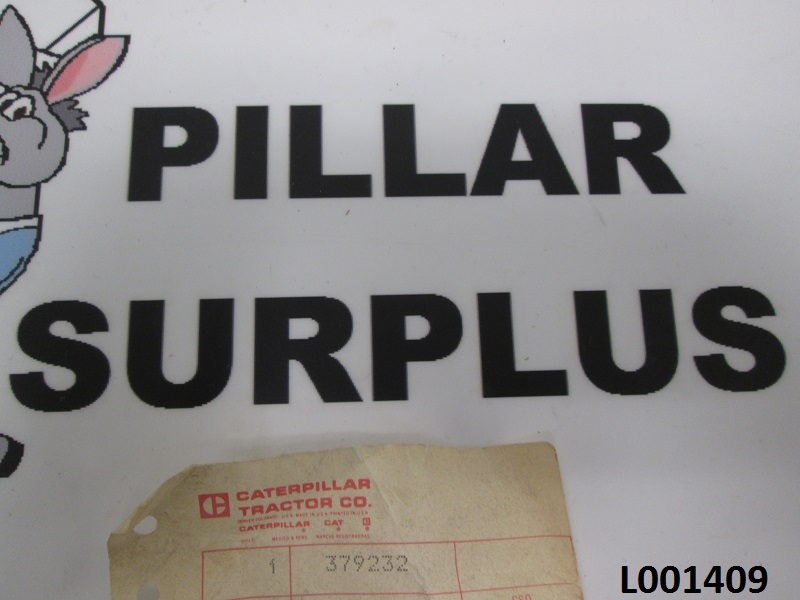 PILLAR
SURPLUS
CATERPILLAR
TRACTOR CO.
CATERPILLAR CAT
1 379232
L001409